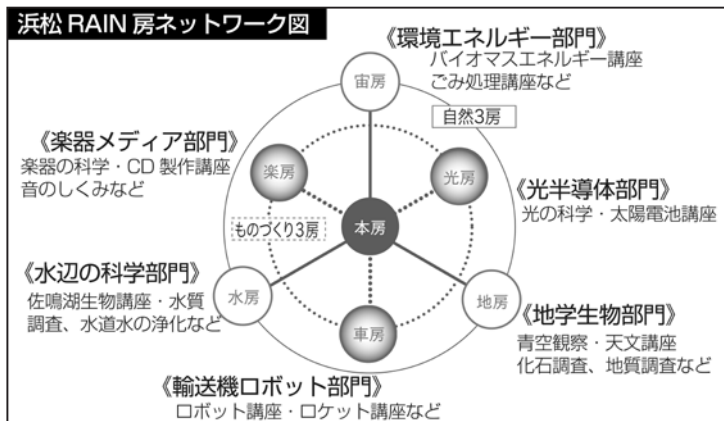 浜松 RAIN 房ネットワーク図
《環境エネルギー部門》
バイオマスエネルギー講座
ごみ処理講座など
宙房
自然3房
《楽器メディア部門》
楽器の科学・CD 製作講座
音のしくみなど
楽房
光房
《光半導体部門》
光の科学・太陽電池講座
ものづくり3房
本房
《水辺の科学部門》
佐鳴湖生物講座・水質
調査、水道水の浄化など
水房
地房
《地学生物部門》
青空観察・天文講座
化石調査、地質調査など
車房
《輸送機ロボット部門》
ロボット講座・ロケット講座など